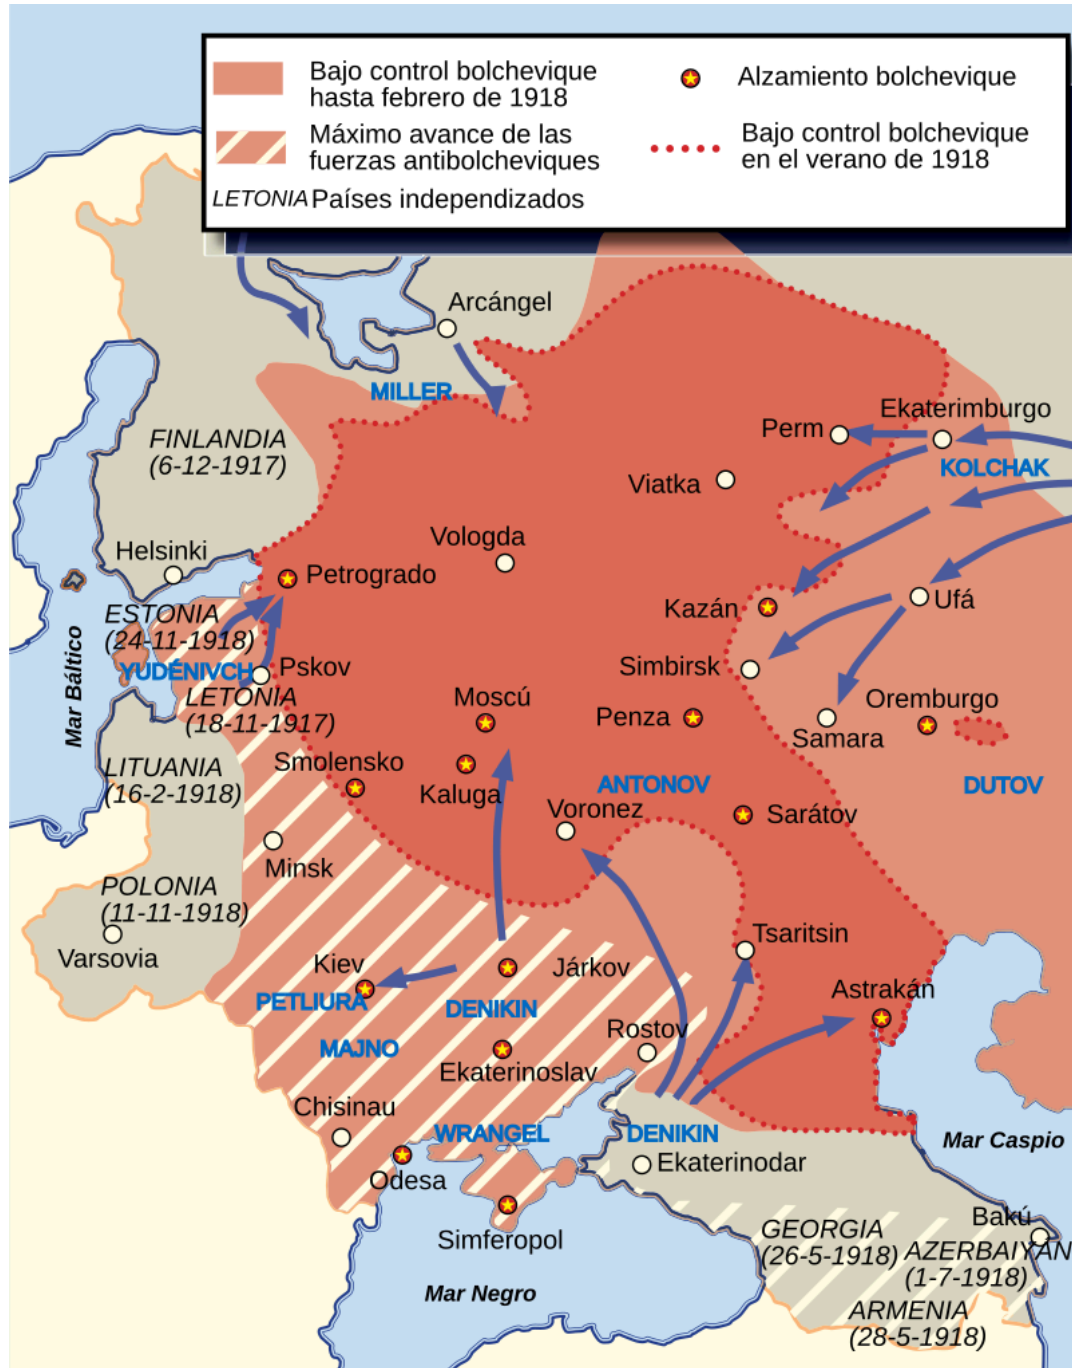 Bajo control bolchevique
hasta febrero de 1918
Máximo avance de las
fuerzas antibolcheviques
LETONIA Países independizados
Alzamiento bolchevique
Bajo control bolchevique
en el verano de 1918
Arcángel
MILLER
FINLANDIA
(6-12-1917)
Perm
Ekaterimburgo
KOLCHAK
Viatka
Vologda
Helsinki
Petrogrado
Kazán
Ufá
ESTONIA
(24-11-1918)
YUDÉNIVCH
Pskov
LETONIA
(18-11-1917)
Simbirsk
Mar Báltico
Moscú
Penza
Oremburgo
Samara
LITUANIA
(16-2-1918)
Smolensko
Kaluga
ANTONOV
DUTOV
Voronez
Sarátov
Minsk
POLONIA
(11-11-1918)
Varsovia
Tsaritsin
Kiev
Járkov
PETLIURA
DENIKIN
Astrakán
MAJNO
Rostov
Ekaterinoslav
Chisinau
WRANGEL
DENIKIN
Mar Caspio
Ekaterinodar
Odesa
Simferopol
Bakú
GEORGIA
(26-5-1918)
AZERBAIYÁN
(1-7-1918)
Mar Negro
ARMENIA
(28-5-1918)